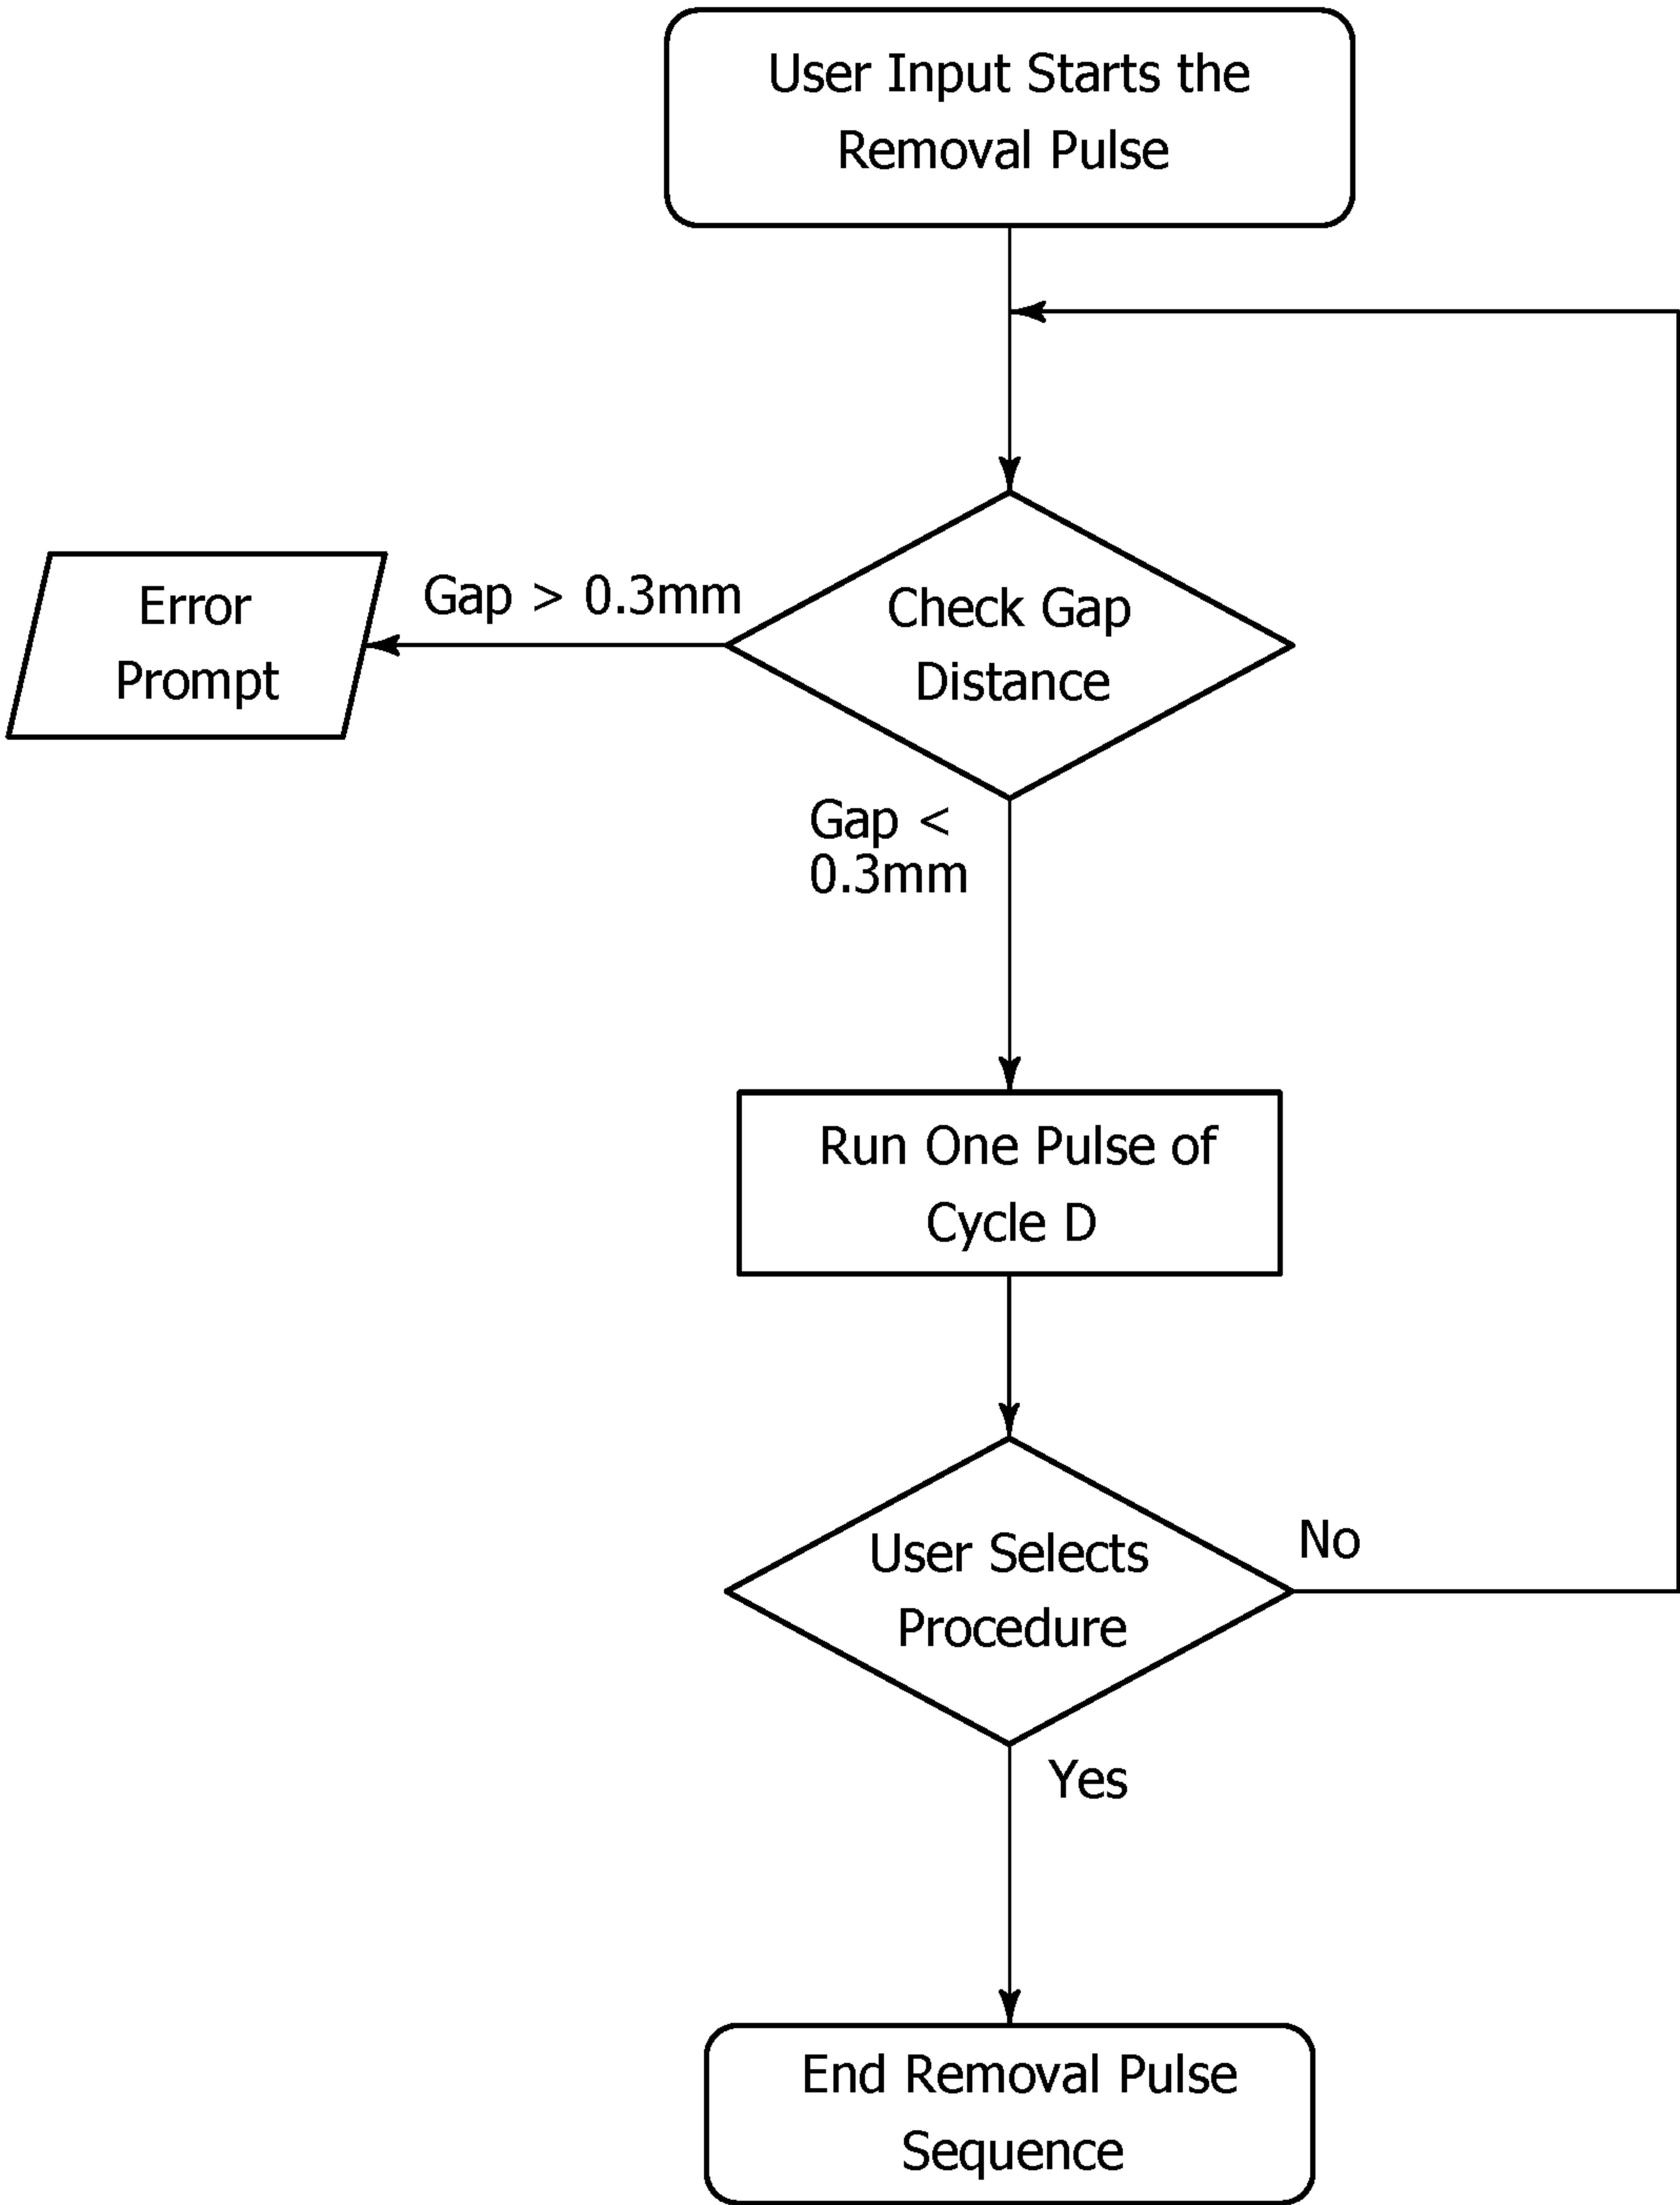 User Input Starts the
Removal Pulse
Gap > 0.3mm
Error
Prompt
Check Gap
Distance
Gap <
0.3mm
Run One Pulse of
Cycle D
User Selects
Procedure
No
Yes
End Removal Pulse
Sequence